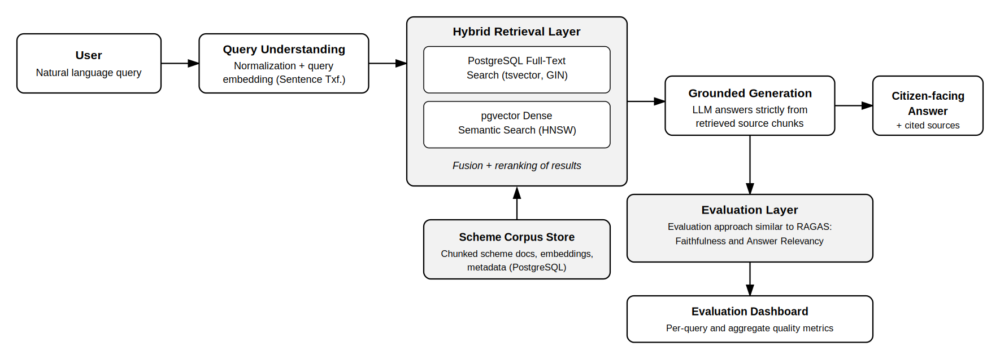 User
Natural language query
Query Understanding
Normalization + query
embedding (Sentence Txf.)
Hybrid Retrieval Layer
PostgreSQL Full-Text
Search (tsvector, GIN)
pgvector Dense
Semantic Search (HNSW)
Fusion + reranking of results
Scheme Corpus Store
Chunked scheme docs, embeddings,
metadata (PostgreSQL)
Grounded Generation
LLM answers strictly from
retrieved source chunks
Citizen-facing
Answer
+ cited sources
Evaluation Layer
Evaluation approach similar to RAGAS:
Faithfulness and Answer Relevancy
Evaluation Dashboard
Per-query and aggregate quality metrics